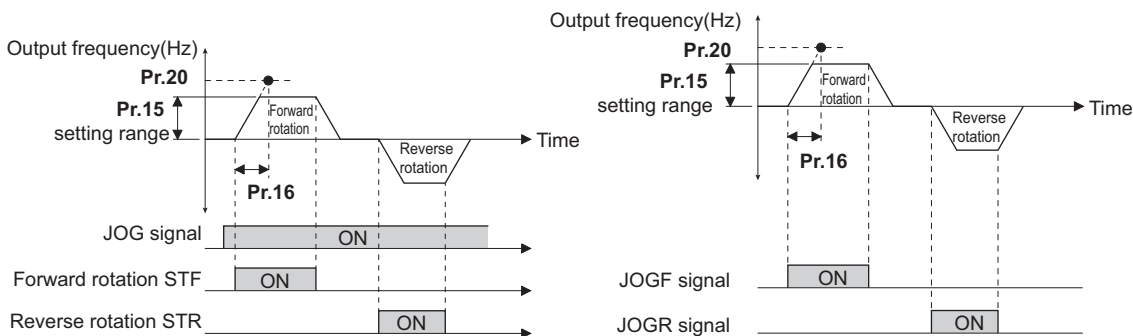 Output frequency(Hz)
Pr.20
Pr.15
setting range
Forward
rotation
Time
Reverse
rotation
Pr.16
JOG signal
ON
Forward rotation STF
ON
Reverse rotation STR
ON
Output frequency(Hz)
Pr.20
Pr.15
setting range
Forward
rotation
Time
Reverse
rotation
Pr.16
JOGF signal
ON
JOGR signal
ON